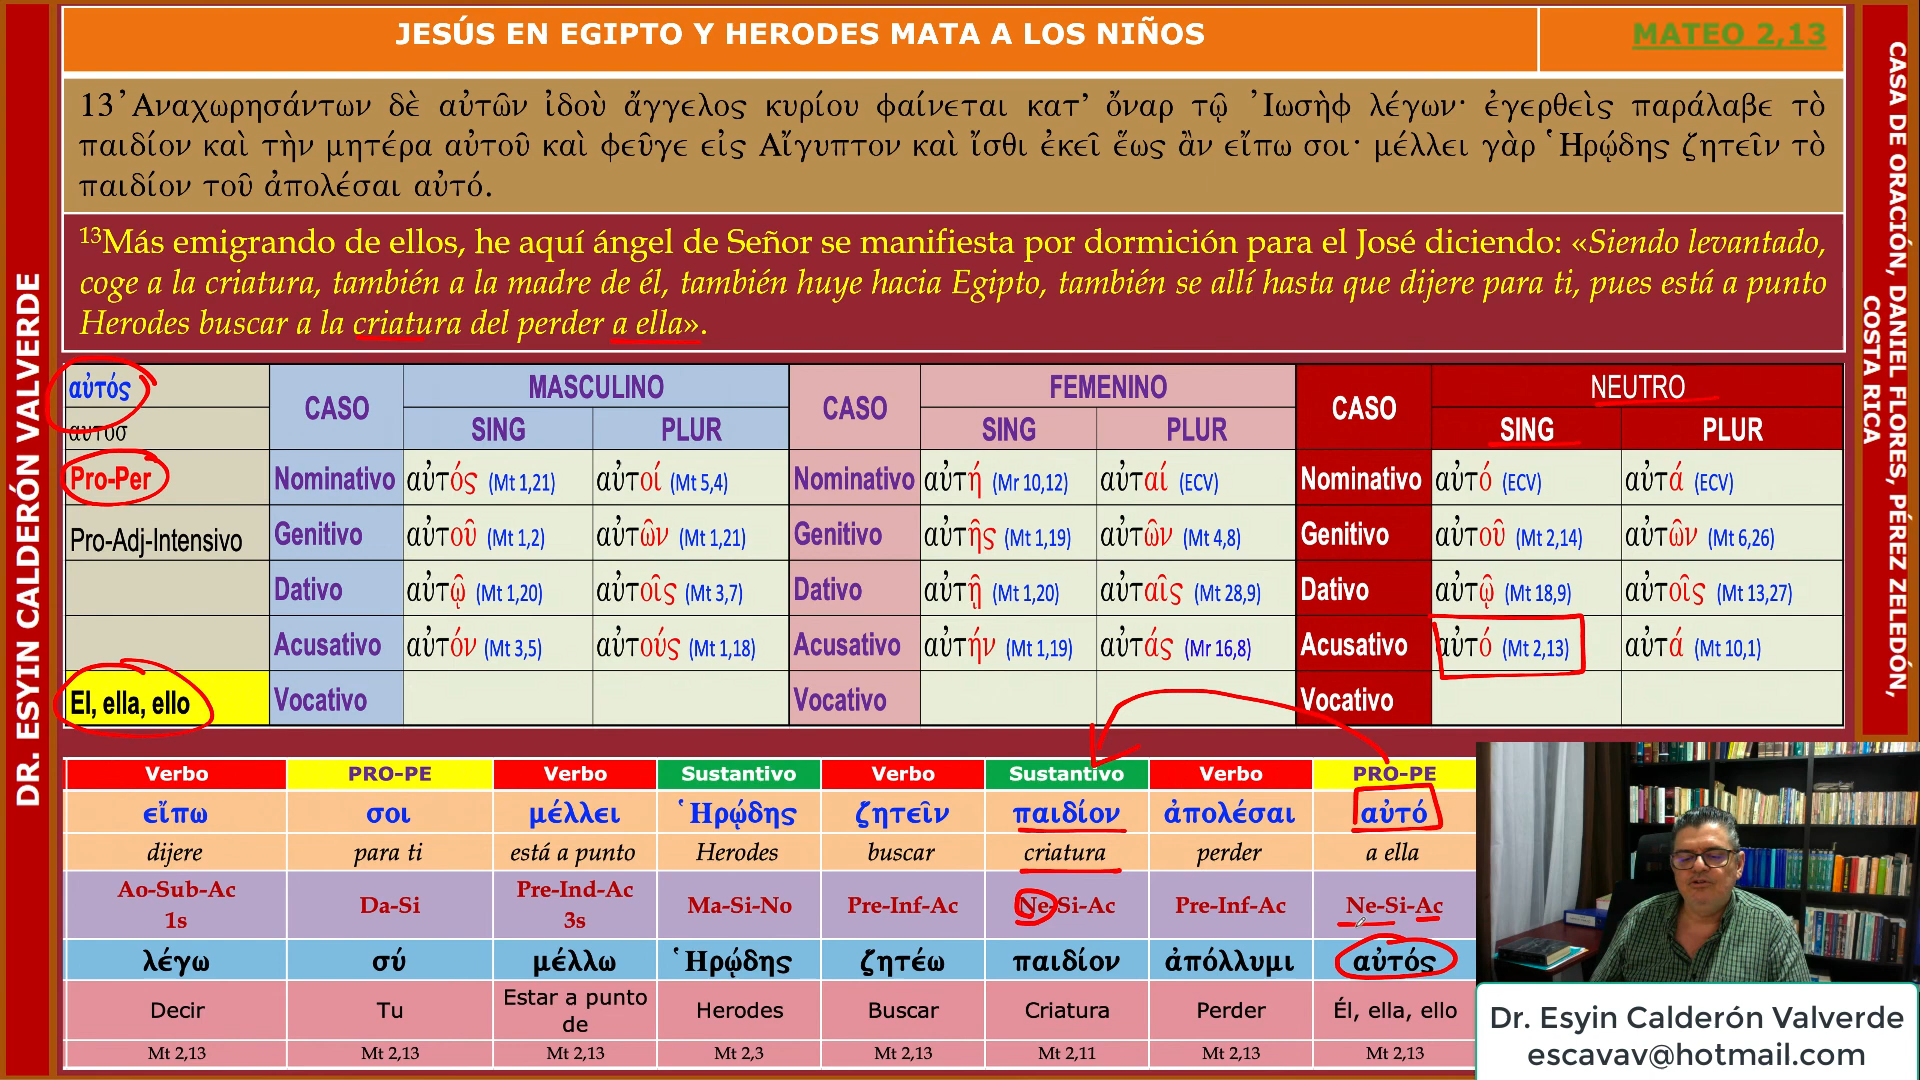 JESÚS EN EGIPTO Y HERODES MATA A LOS NIÑOS
MATEO 2,13
13᾿Αναχωρησάντων δὲ αὐτῶν ἰδοὺ ἄγγελος κυρίου φαίνεται κατ’ ὄναρ τῷ ᾿Ιωσὴφ λέγων· ἐγερθεὶς παράλαβε τὸ
παιδίον καὶ τὴν μητέρα αὐτοῦ καὶ φεῦγε εἰς Αἴγυπτον καὶ ἴσθι ἐκεῖ ἕως ἂν εἴπω σοι· μέλλει γὰρ ῾Ηρῴδης ζητεῖν τὸ
παιδίον τοῦ ἀπολέσαι αὐτό.
13Más emigrando de ellos, he aquí ángel de Señor se manifiesta por dormición para el José diciendo: «Siendo levantado,
coge a la criatura, también a la madre de él, también huye hacia Egipto, también se allí hasta que dijere para ti, pues está a punto
Herodes buscar a la criatura del perder a ella».
αὐτός CASO MASCULINO CASO FEMENINO CASO NEUTRO
αυτοσ SING PLUR SING PLUR SING PLUR
Pro-Per Nominativo αὐτός (Mt 1,21) αὐτοί (Mt 5,4) Nominativo αὐτή (Mr 10,12) αὐταί (ECV) Nominativo αὐτό (ECV) αὐτά (ECV)
Pro-Adj-Intensivo Genitivo αὐτοῦ (Mt 1,2) αὐτῶν (Mt 1,21) Genitivo αὐτῆς (Mt 1,19) αὐτῶν (Mt 4,8) Genitivo αὐτοῦ (Mt 2,14) αὐτῶν (Mt 6,26)
Dativo αὐτῷ (Mt 1,20) αὐτοῖς (Mt 3,7) Dativo αὐτῇ (Mt 1,20) αὐταῖς (Mt 28,9) Dativo αὐτῷ (Mt 18,9) αὐτοῖς (Mt 13,27)
Acusativo αὐτόν (Mt 3,5) αὐτούς (Mt 1,18) Acusativo αὐτήν (Mt 1,19) αὐτάς (Mr 16,8) Acusativo αὐτό (Mt 2,13) αὐτά (Mt 10,1)
El, ella, ello Vocativo Vocativo Vocativo
Verbo PRO-PE Verbo Sustantivo Verbo Sustantivo Verbo PRO-PE
εἴπω σοι μέλλει ῾Ηρῴδης ζητεῖν παιδίον ἀπολέσαι αὐτό
dijere para ti está a punto Herodes buscar criatura perder a ella
Ao-Sub-Ac 1s Da-Si Pre-Ind-Ac 3s Ma-Si-No Pre-Inf-Ac Ne-Si-Ac Pre-Inf-Ac Ne-Si-Ac
λέγω σύ μέλλω ῾Ηρῴδης ζητέω παιδίον ἀπόλλυμι αὐτός
Decir Tu Estar a punto de Herodes Buscar Criatura Perder Él, ella, ello
Mt 2,13 Mt 2,13 Mt 2,13 Mt 2,3 Mt 2,13 Mt 2,11 Mt 2,13 Mt 2,13
DR. ESYIN CALDERÓN VALVERDE
CASA DE ORACIÓN, DANIEL FLORES, PÉREZ ZELEDÓN,
COSTA RICA
Dr. Esyin Calderón Valverde
escavav@hotmail.com